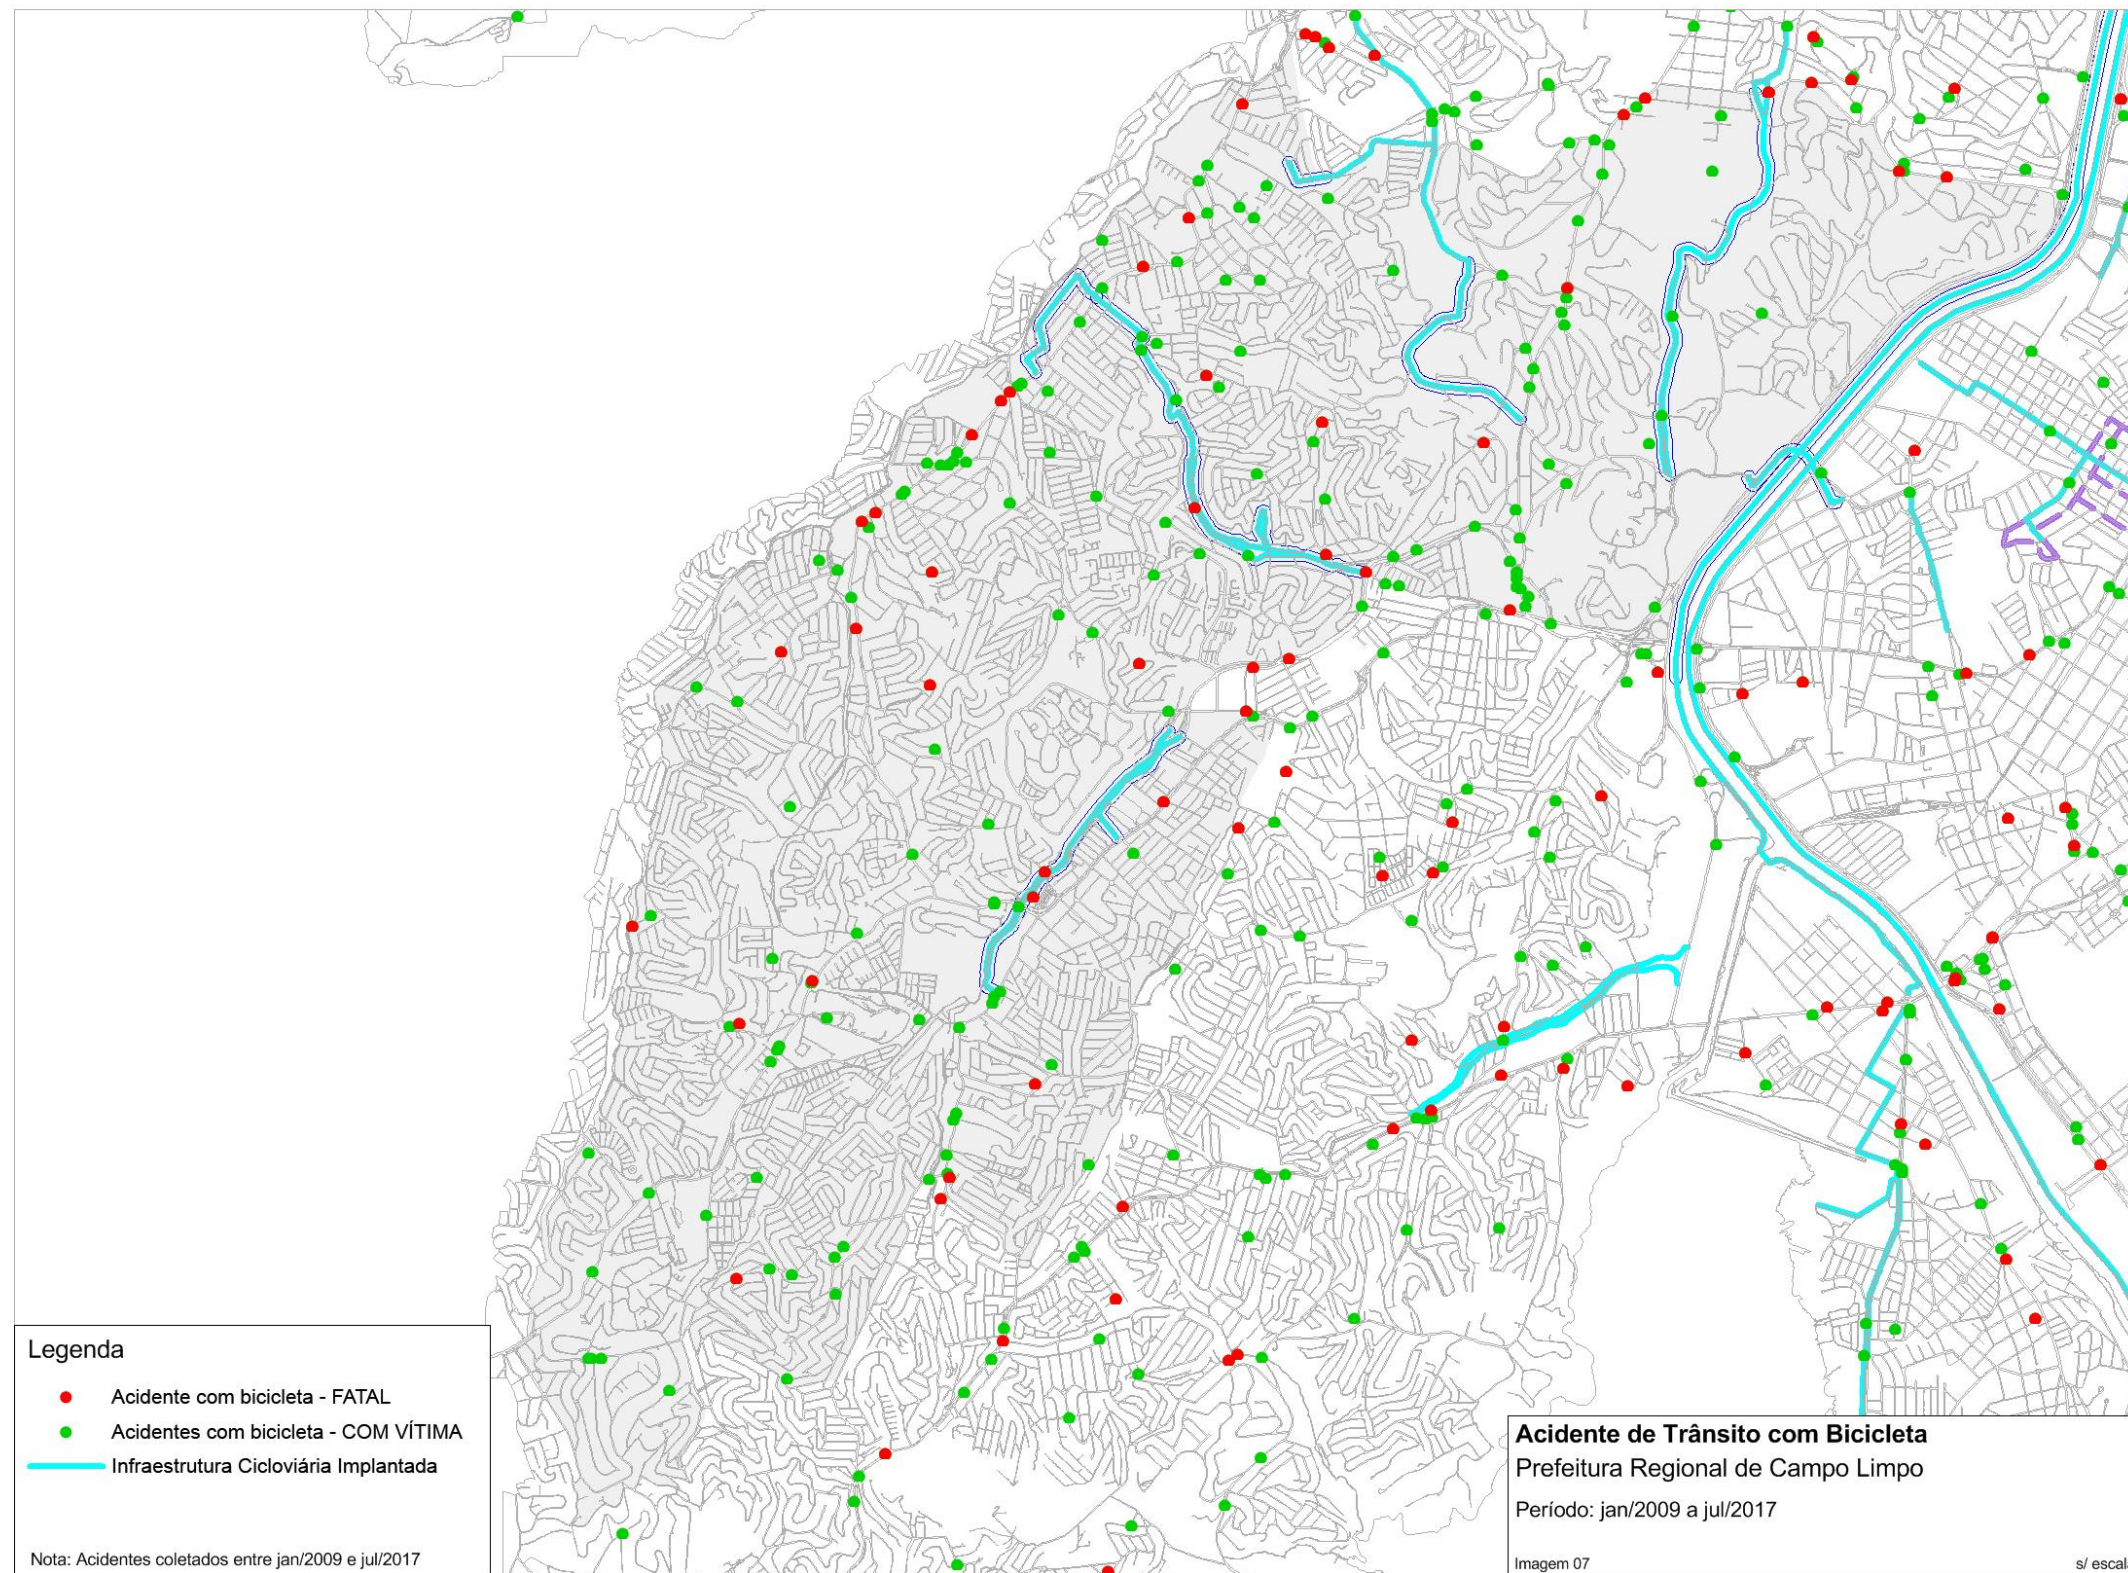 Legenda
Acidente com bicicleta - FATAL
Acidentes com bicicleta - COM VÍTIMA
Infraestrutura Cicloviária Implantada
Nota: Acidentes coletados entre jan/2009 e jul/2017
Acidente de Trânsito com Bicicleta
Prefeitura Regional de Campo Limpo
Período: jan/2009 a jul/2017
Imagem 07
s/ escal